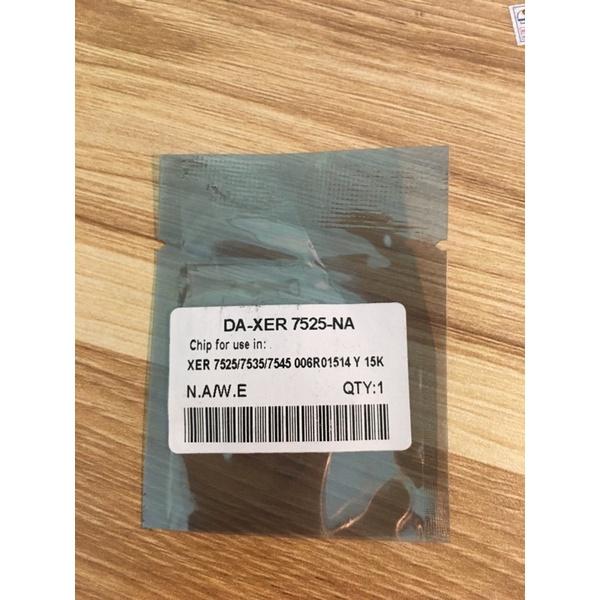 DA-XER 7525-NA
Chip for use in:
XER 7525/7535/7545 006R01514 Y 15K
N.A/W.E QTY:1